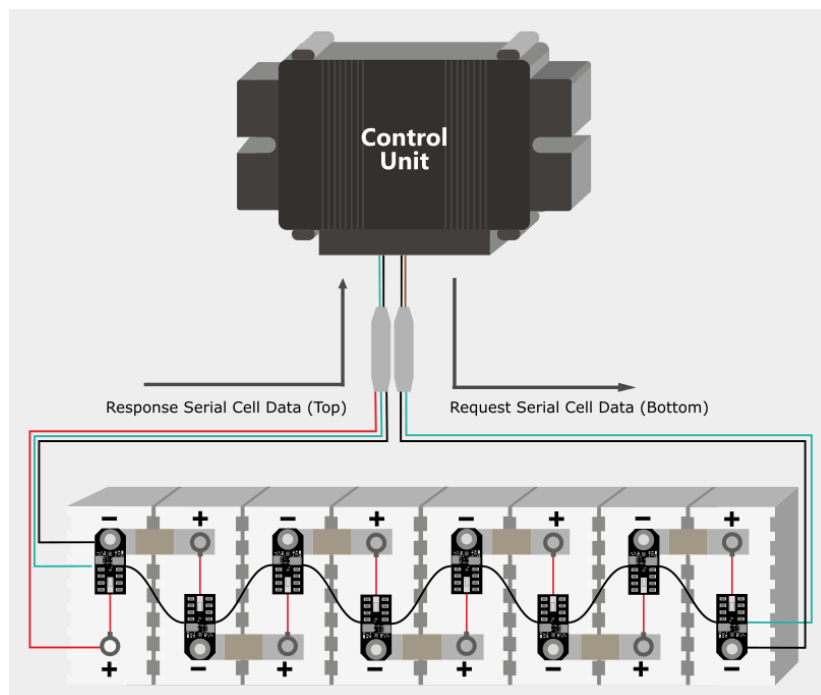 Control
Unit
Response Serial Cell Data (Top)
Request Serial Cell Data (Bottom)
− + − + − + − +
+ − + − + − + −